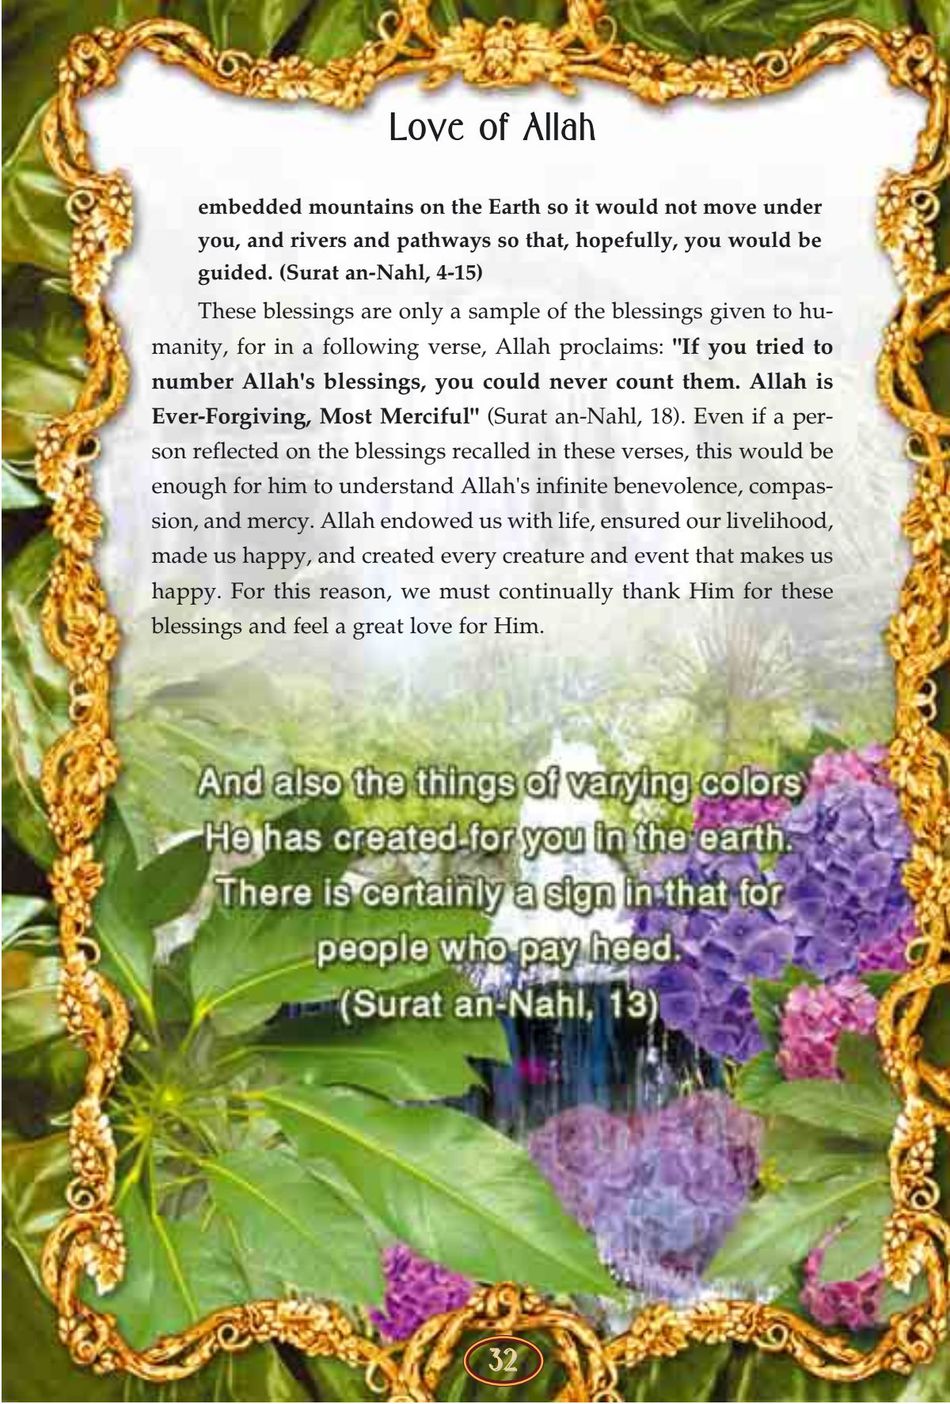 Love of Allah
embedded mountains on the Earth so it would not move under
you, and rivers and pathways so that, hopefully, you would be
guided. (Surat an-Nahl, 4-15)
These blessings are only a sample of the blessings given to hu-
manity, for in a following verse, Allah proclaims: "If you tried to
number Allah's blessings, you could never count them. Allah is
Ever-Forgiving, Most Merciful" (Surat an-Nahl, 18). Even if a per-
son reflected on the blessings recalled in these verses, this would be
enough for him to understand Allah's infinite benevolence, compas-
sion, and mercy. Allah endowed us with life, ensured our livelihood,
made us happy, and created every creature and event that makes us
happy. For this reason, we must continually thank Him for these
blessings and feel a great love for Him.
And also the things of varying colors
He has created for you in the earth.
There is certainly a sign in that for
people who pay heed.
(Surat an-Nahl, 13)
32